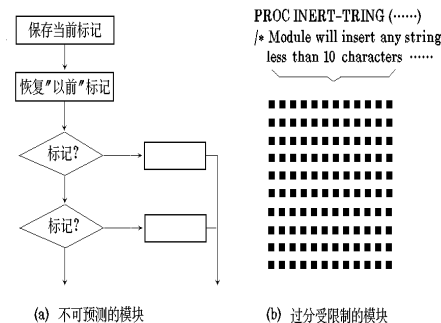 保存当前标记
恢复"以前"标记
标记?
标记?
(a) 不可预测的模块
PROC INERT-TRING (……)
/* Module will insert any string
less than 10 characters ……
(b) 过分受限制的模块